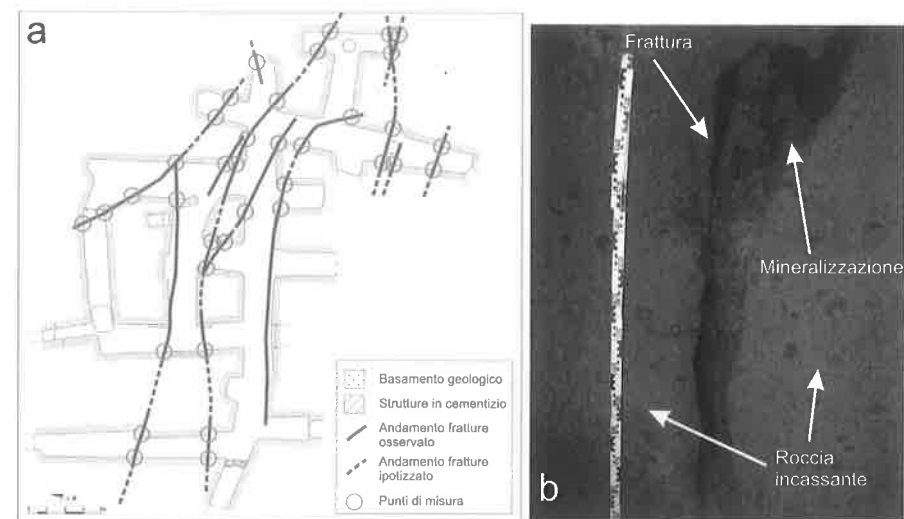 a
Basamento geologico
Strutture in cementizio
Andamento fratture
osservato
Andamento fratture
ipotizzato
Punti di misura
Frattura
Mineralizzazione
Roccia
incassante
b